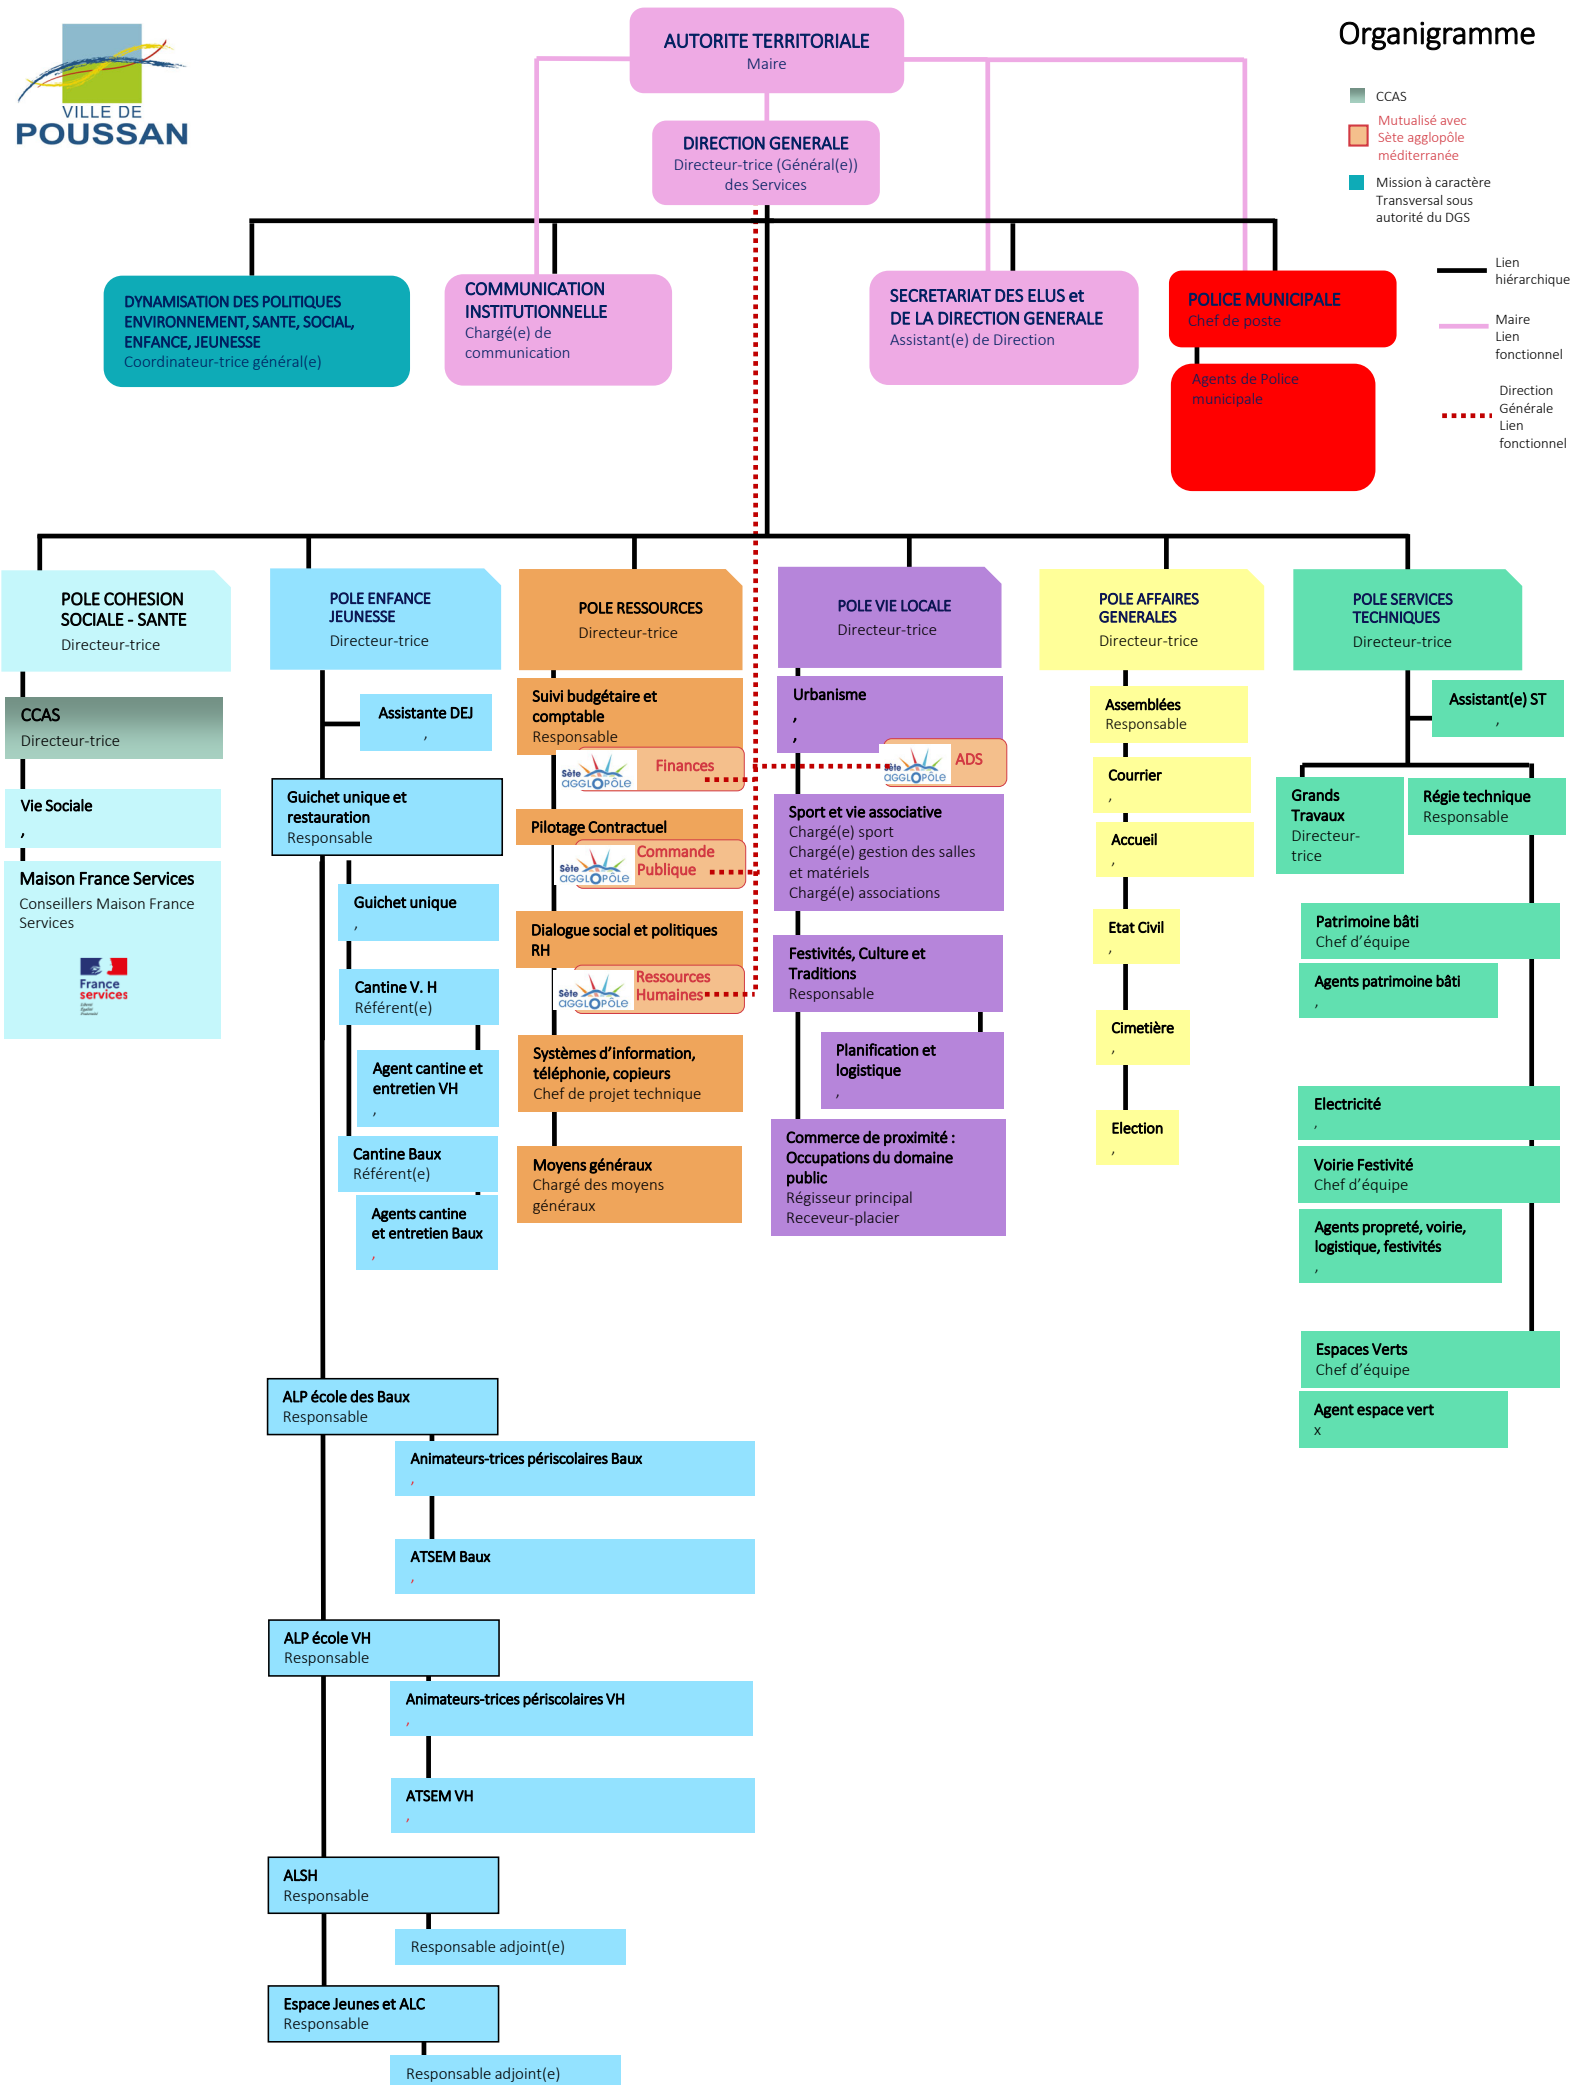 Organigramme
VILLE DE
POUSSAN
AUTORITE TERRITORIALE
Maire
DIRECTION GENERALE
Directeur-trice (Général(e))
des Services
CCAS
Mutualisé avec
Sète agglopôle
méditerranée
Mission à caractère
Transversal sous
autorité du DGS
Lien
hiérarchique
Maire
Lien
fonctionnel
Direction
Générale
Lien
fonctionnel
DYNAMISATION DES POLITIQUES
ENVIRONNEMENT, SANTE, SOCIAL,
ENFANCE, JEUNESSE
Coordinateur-trice général(e)
COMMUNICATION
INSTITUTIONNELLE
Chargé(e) de
communication
SECRETARIAT DES ELUS et
DE LA DIRECTION GENERALE
Assistant(e) de Direction
POLICE MUNICIPALE
Chef de poste
Agents de Police
municipale
POLE COHESION
SOCIALE - SANTE
Directeur-trice
CCAS
Directeur-trice
Vie Sociale
,
Maison France Services
Conseillers Maison France
Services
France
services
POLE ENFANCE
JEUNESSE
Directeur-trice
Assistante DEJ
,
Guichet unique et
restauration
Responsable
Guichet unique
,
Cantine V. H
Référent(e)
Agent cantine et
entretien VH
,
Cantine Baux
Référent(e)
Agents cantine
et entretien Baux
,
ALP école des Baux
Responsable
Animateurs-trices périscolaires Baux
,
ATSEM Baux
,
ALP école VH
Responsable
Animateurs-trices périscolaires VH
,
ATSEM VH
,
ALSH
Responsable
Responsable adjoint(e)
Espace Jeunes et ALC
Responsable
Responsable adjoint(e)
POLE RESSOURCES
Directeur-trice
Suivi budgétaire et
comptable
Responsable
Sète
aGGLOPÔLE
Finances
Pilotage Contractuel
Sète
aGGLOPÔLE
Commande
Publique
Dialogue social et politiques
RH
Sète
aGGLOPÔLE
Ressources
Humaines
Systèmes d’information,
téléphonie, copieurs
Chef de projet technique
Moyens généraux
Chargé des moyens
généraux
POLE VIE LOCALE
Directeur-trice
Urbanisme
,
,
Sète
aGGLOPÔLE
ADS
Sport et vie associative
Chargé(e) sport
Chargé(e) gestion des salles
et matériels
Chargé(e) associations
Festivités, Culture et
Traditions
Responsable
Planification et
logistique
,
Commerce de proximité :
Occupations du domaine
public
Régisseur principal
Receveur-placier
POLE AFFAIRES
GENERALES
Directeur-trice
Assemblées
Responsable
Courrier
,
Accueil
,
Etat Civil
,
Cimetière
,
Election
,
POLE SERVICES
TECHNIQUES
Directeur-trice
Assistant(e) ST
,
Grands
Travaux
Directeur-
trice
Régie technique
Responsable
Patrimoine bâti
Chef d’équipe
Agents patrimoine bâti
,
Electricité
,
Voirie Festivité
Chef d’équipe
Agents propreté, voirie,
logistique, festivités
,
Espaces Verts
Chef d’équipe
Agent espace vert
x